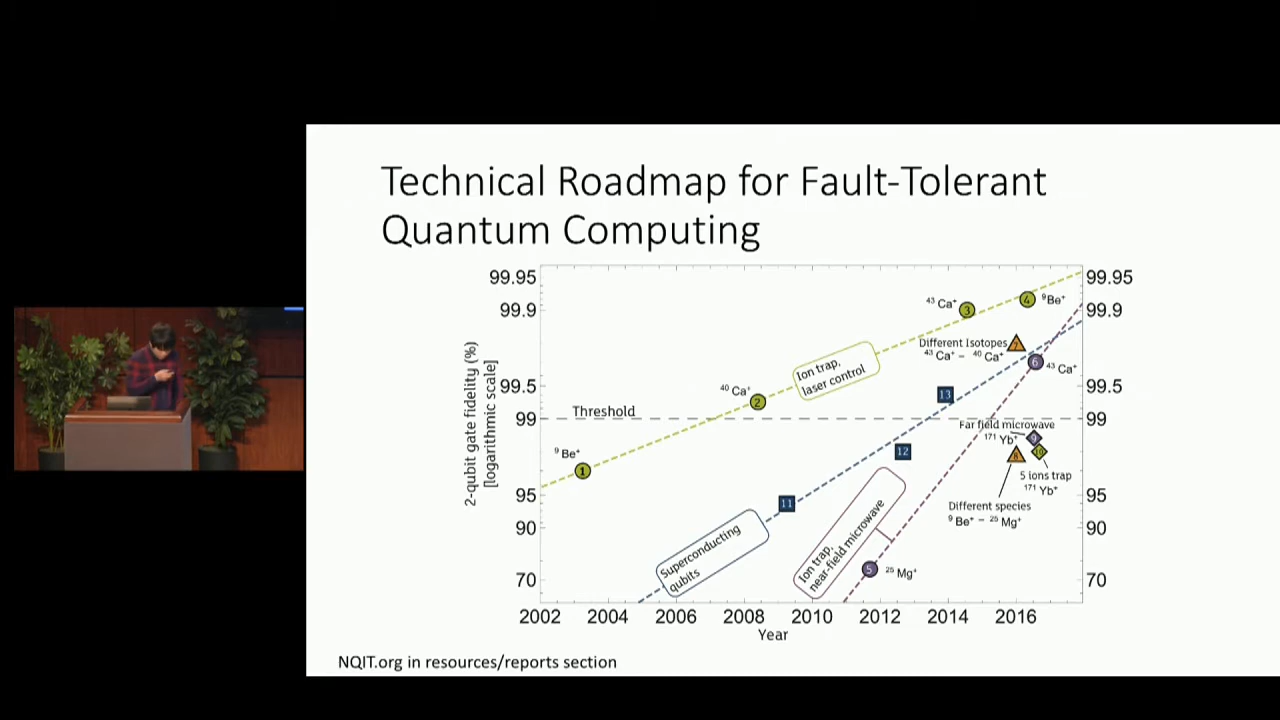 Technical Roadmap for Fault-Tolerant
Quantum Computing
99.95
99.9
99.5
99
95
90
70
2-qubit gate fidelity (%)
[logarithmic scale]
Threshold
⁹Be⁺
1
⁴⁰Ca⁺
2
Ion trap,
laser control
⁴³Ca⁺
3
4
⁹Be⁺
Different Isotopes
⁴³Ca⁺ – ⁴⁰Ca⁺
7
6
⁴³Ca⁺
13
12
11
Far field microwave
¹⁷¹Yb⁺
9
10
8
5 ions trap
¹⁷¹Yb⁺
Different species
⁹Be⁺ – ²⁵Mg⁺
Superconducting
qubits
Ion trap,
near-field microwave
5
²⁵Mg⁺
99.95
99.9
99.5
99
95
90
70
2002 2004 2006 2008 2010 2012 2014 2016
Year
NQIT.org in resources/reports section